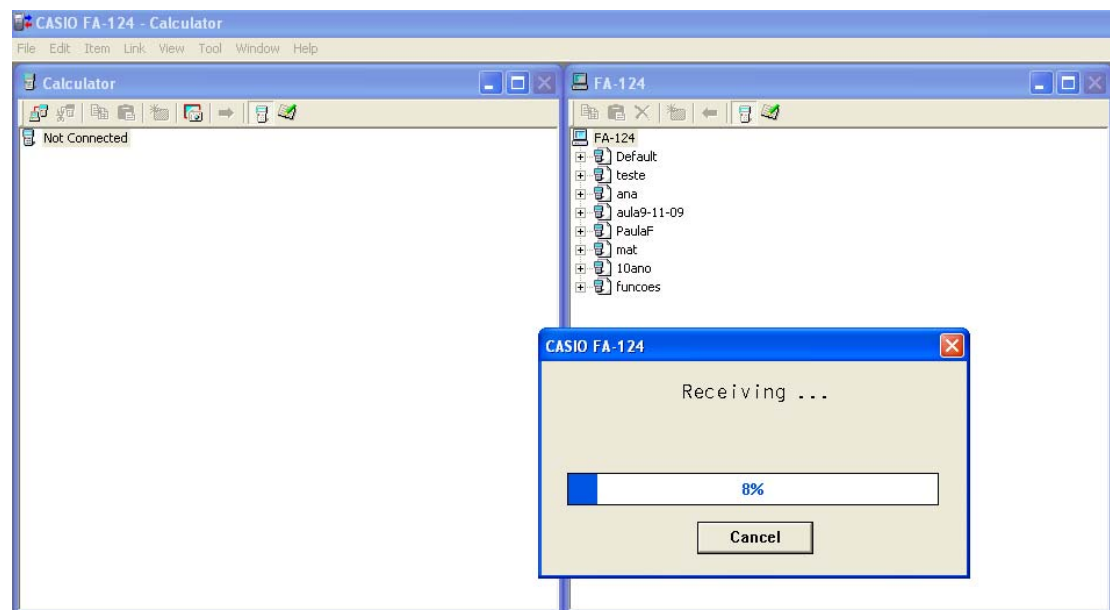 CASIO FA-124 - Calculator
File Edit Item Link View Tool Window Help
Calculator
Not Connected
FA-124
FA-124
Default
teste
ana
aula9-11-09
PaulaF
mat
10ano
funcoes
CASIO FA-124
Receiving ...
8%
Cancel